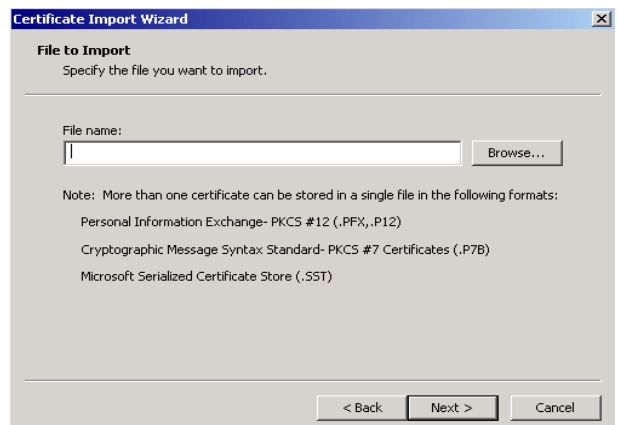 Certificate Import Wizard
File to Import
Specify the file you want to import.
File name:
Browse...
Note: More than one certificate can be stored in a single file in the following formats:
Personal Information Exchange- PKCS #12 (.PFX,.P12)
Cryptographic Message Syntax Standard- PKCS #7 Certificates (.P7B)
Microsoft Serialized Certificate Store (.SST)
< Back Next > Cancel